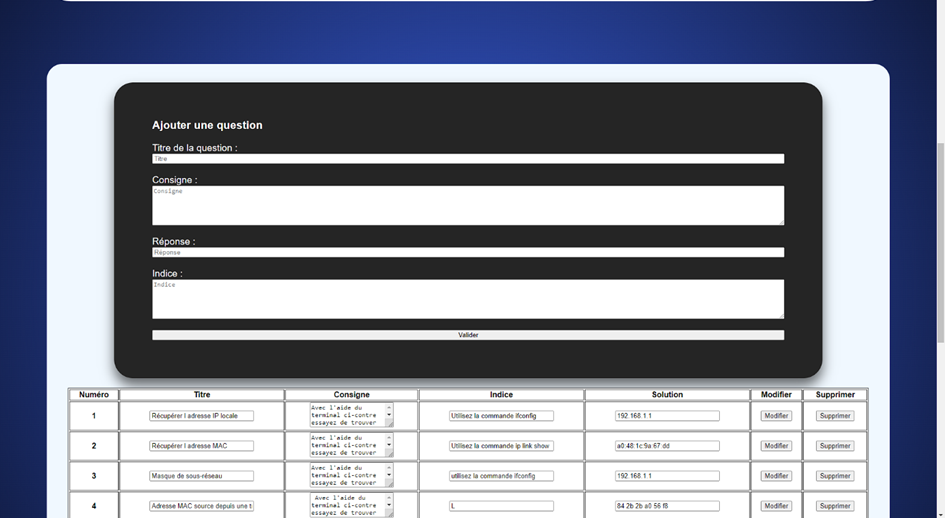 Ajouter une question
Titre de la question :
Titre
Consigne :
Consigne
Réponse :
Réponse
Indice :
Indice
Valider
Numéro Titre Consigne Indice Solution Modifier Supprimer
1 Récupérer l adresse IP locale Avec l'aide du terminal ci-contre essayez de trouver Utilisez la commande ifconfig 192.168.1.1 Modifier Supprimer
2 Récupérer l adresse MAC Avec l'aide du terminal ci-contre essayez de trouver Utilisez la commande ip link show a0:48:1c:9a:67:dd Modifier Supprimer
3 Masque de sous-réseau Avec l'aide du terminal ci-contre essayez de trouver utilisez la commande ifconfig 192.168.1.1 Modifier Supprimer
4 Adresse MAC source depuis une t Avec l'aide du terminal ci-contre essayez de trouver L 84:2b:2b:a0:56:f8 Modifier Supprimer